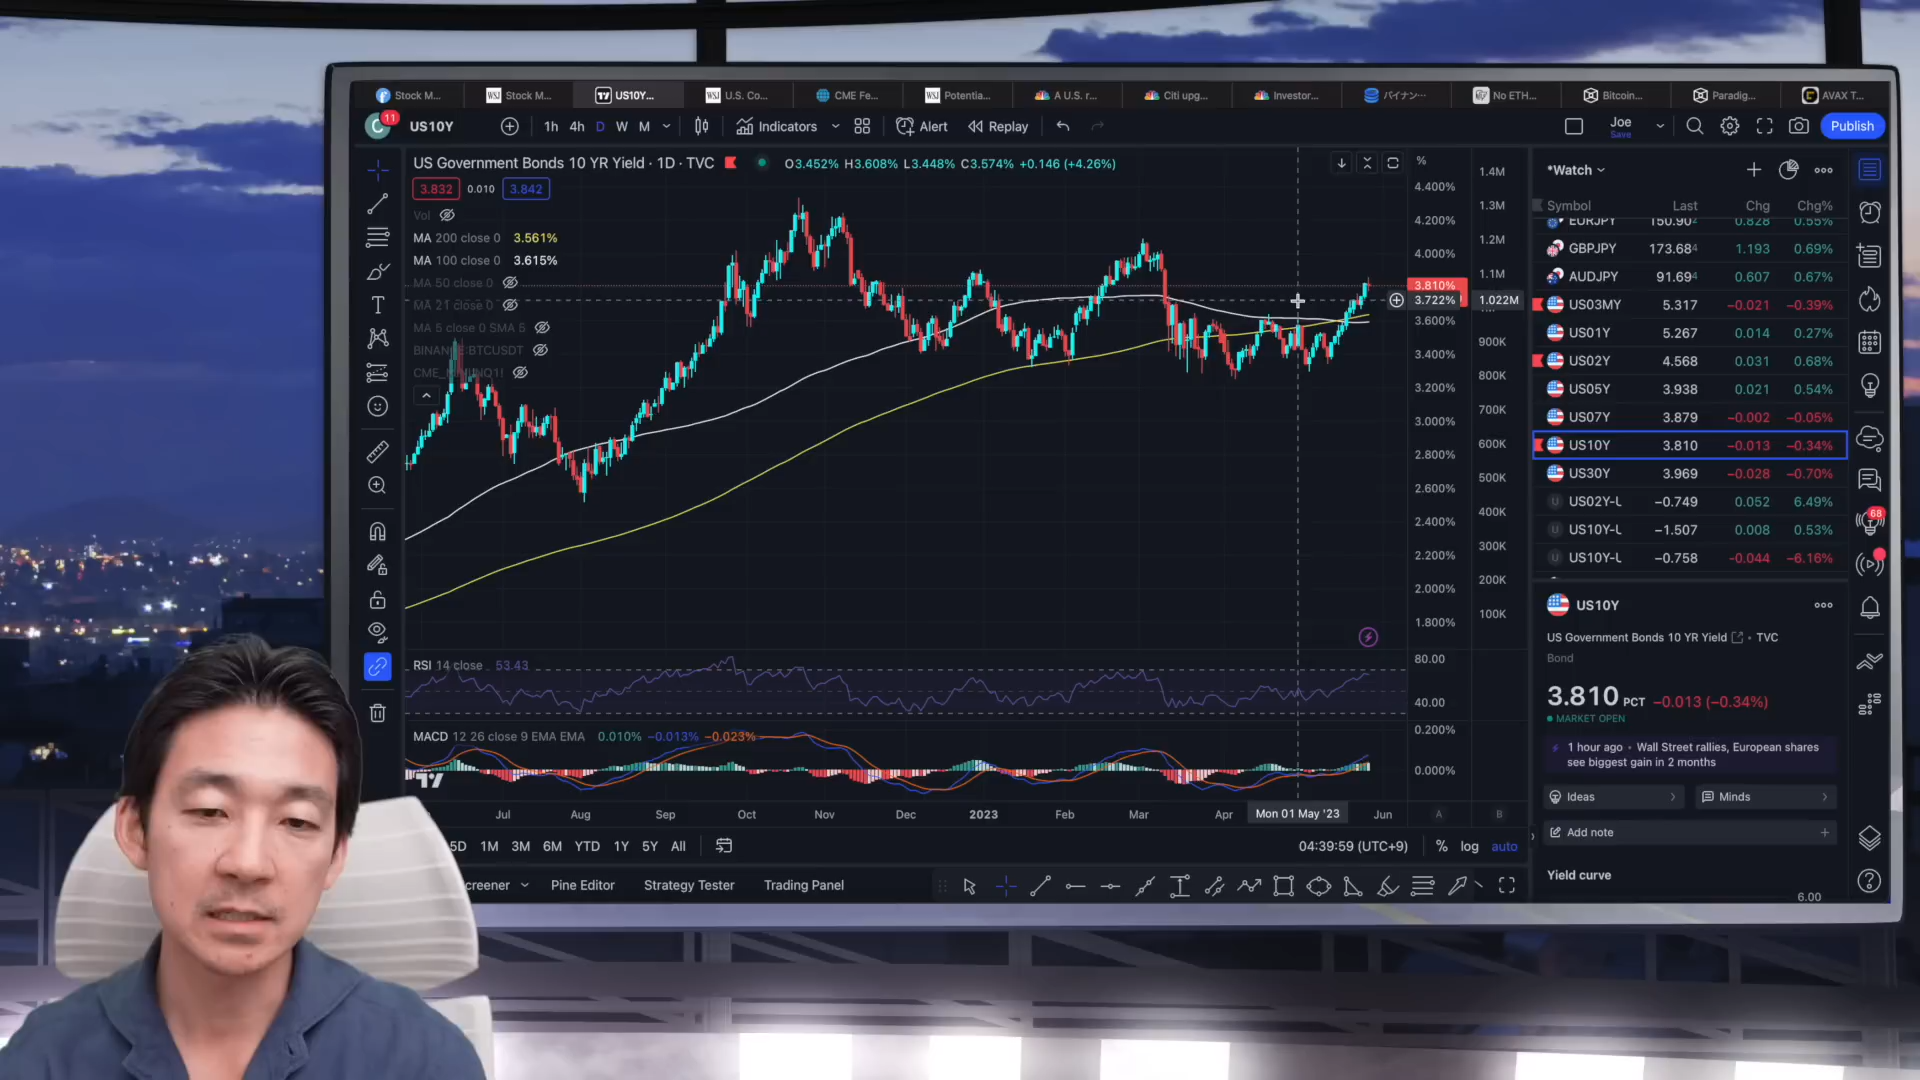 Stock M...
WSJ Stock M...
US10Y...
WSJ U.S. Co...
CME Fe...
WSJ Potentia...
A U.S. r...
Citi upg...
Investor...
バイナン...
No ETH...
Bitcoin...
Paradig...
AVAX T...
C 11 US10Y 1h 4h D W M Indicators Alert Replay Joe Save Publish
US Government Bonds 10 YR Yield · 1D · TVC O3.452% H3.608% L3.448% C3.574% +0.146 (+4.26%)
3.832 0.010 3.842
Vol
MA 200 close 0 3.561%
MA 100 close 0 3.615%
MA 50 close 0
MA 21 close 0
MA 5 close 0 SMA 5
BINANCE:BTCUSDT
%
4.400%
4.200%
4.000%
3.810%
3.722%
3.600%
3.400%
3.200%
3.000%
2.800%
2.600%
2.400%
2.200%
2.000%
1.800%
1.4M
1.3M
1.2M
1.1M
1.022M
900K
800K
700K
600K
500K
400K
300K
200K
100K
RSI 14 close 53.43
80.00
40.00
MACD 12 26 close 9 EMA EMA 0.010% −0.013% −0.023%
0.200%
0.000%
Jul Aug Sep Oct Nov Dec 2023 Feb Mar Apr Mon 01 May '23 Jun A B
5D 1M 3M 6M YTD 1Y 5Y All 04:39:59 (UTC+9) % log auto
creener Pine Editor Strategy Tester Trading Panel
*Watch
Symbol Last Chg Chg%
EURJPY 150.902 0.828 0.55%
GBPJPY 173.684 1.193 0.69%
AUDJPY 91.694 0.607 0.67%
US03MY 5.317 −0.021 −0.39%
US01Y 5.267 0.014 0.27%
US02Y 4.568 0.031 0.68%
US05Y 3.938 0.021 0.54%
US07Y 3.879 −0.002 −0.05%
US10Y 3.810 −0.013 −0.34%
US30Y 3.969 −0.028 −0.70%
U US02Y-L −0.749 0.052 6.49%
U US10Y-L −1.507 0.008 0.53%
U US10Y-L −0.758 −0.044 −6.16%
US10Y
US Government Bonds 10 YR Yield • TVC
Bond
3.810 PCT −0.013 (−0.34%)
MARKET OPEN
1 hour ago • Wall Street rallies, European shares
see biggest gain in 2 months
Ideas
Minds
Add note
Yield curve
6.00
68